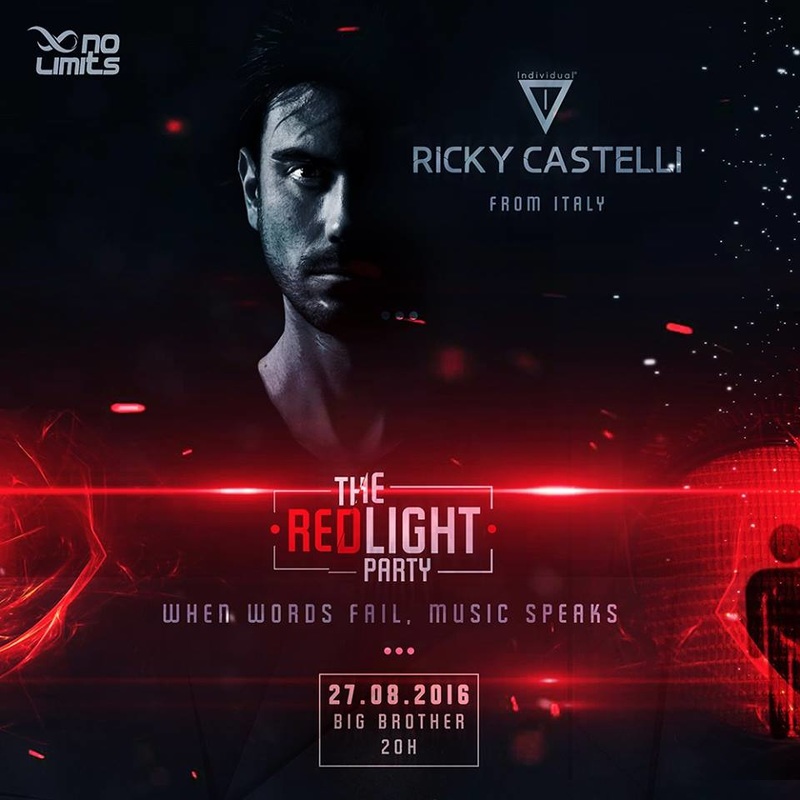 NO LIMITS
Individual®
RICKY CASTELLI
FROM ITALY
THE
REDLIGHT
PARTY
WHEN WORDS FAIL, MUSIC SPEAKS
27.08.2016
BIG BROTHER
20H